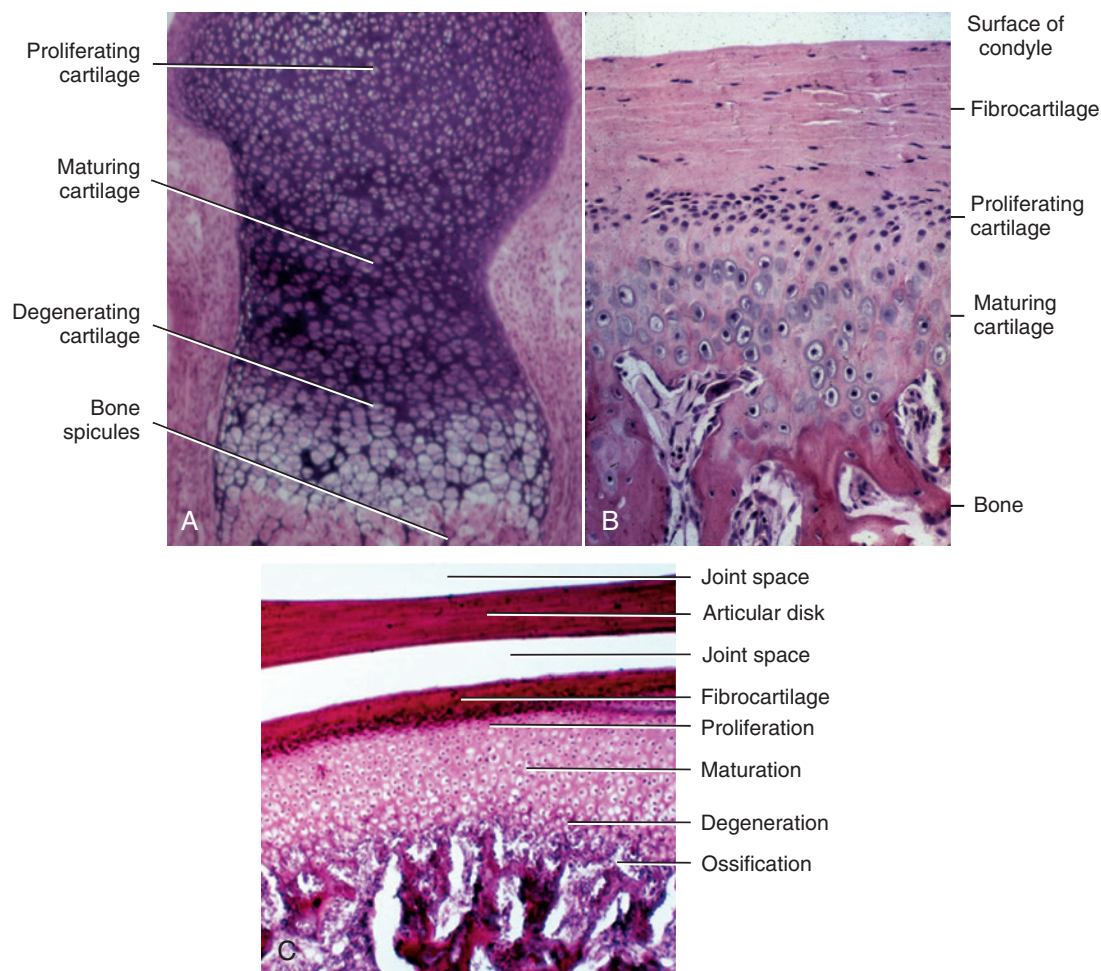 Proliferating
cartilage
Maturing
cartilage
Degenerating
cartilage
Bone
spicules
A
Surface of
condyle
Fibrocartilage
Proliferating
cartilage
Maturing
cartilage
Bone
B
Joint space
Articular disk
Joint space
Fibrocartilage
Proliferation
Maturation
Degeneration
Ossification
C